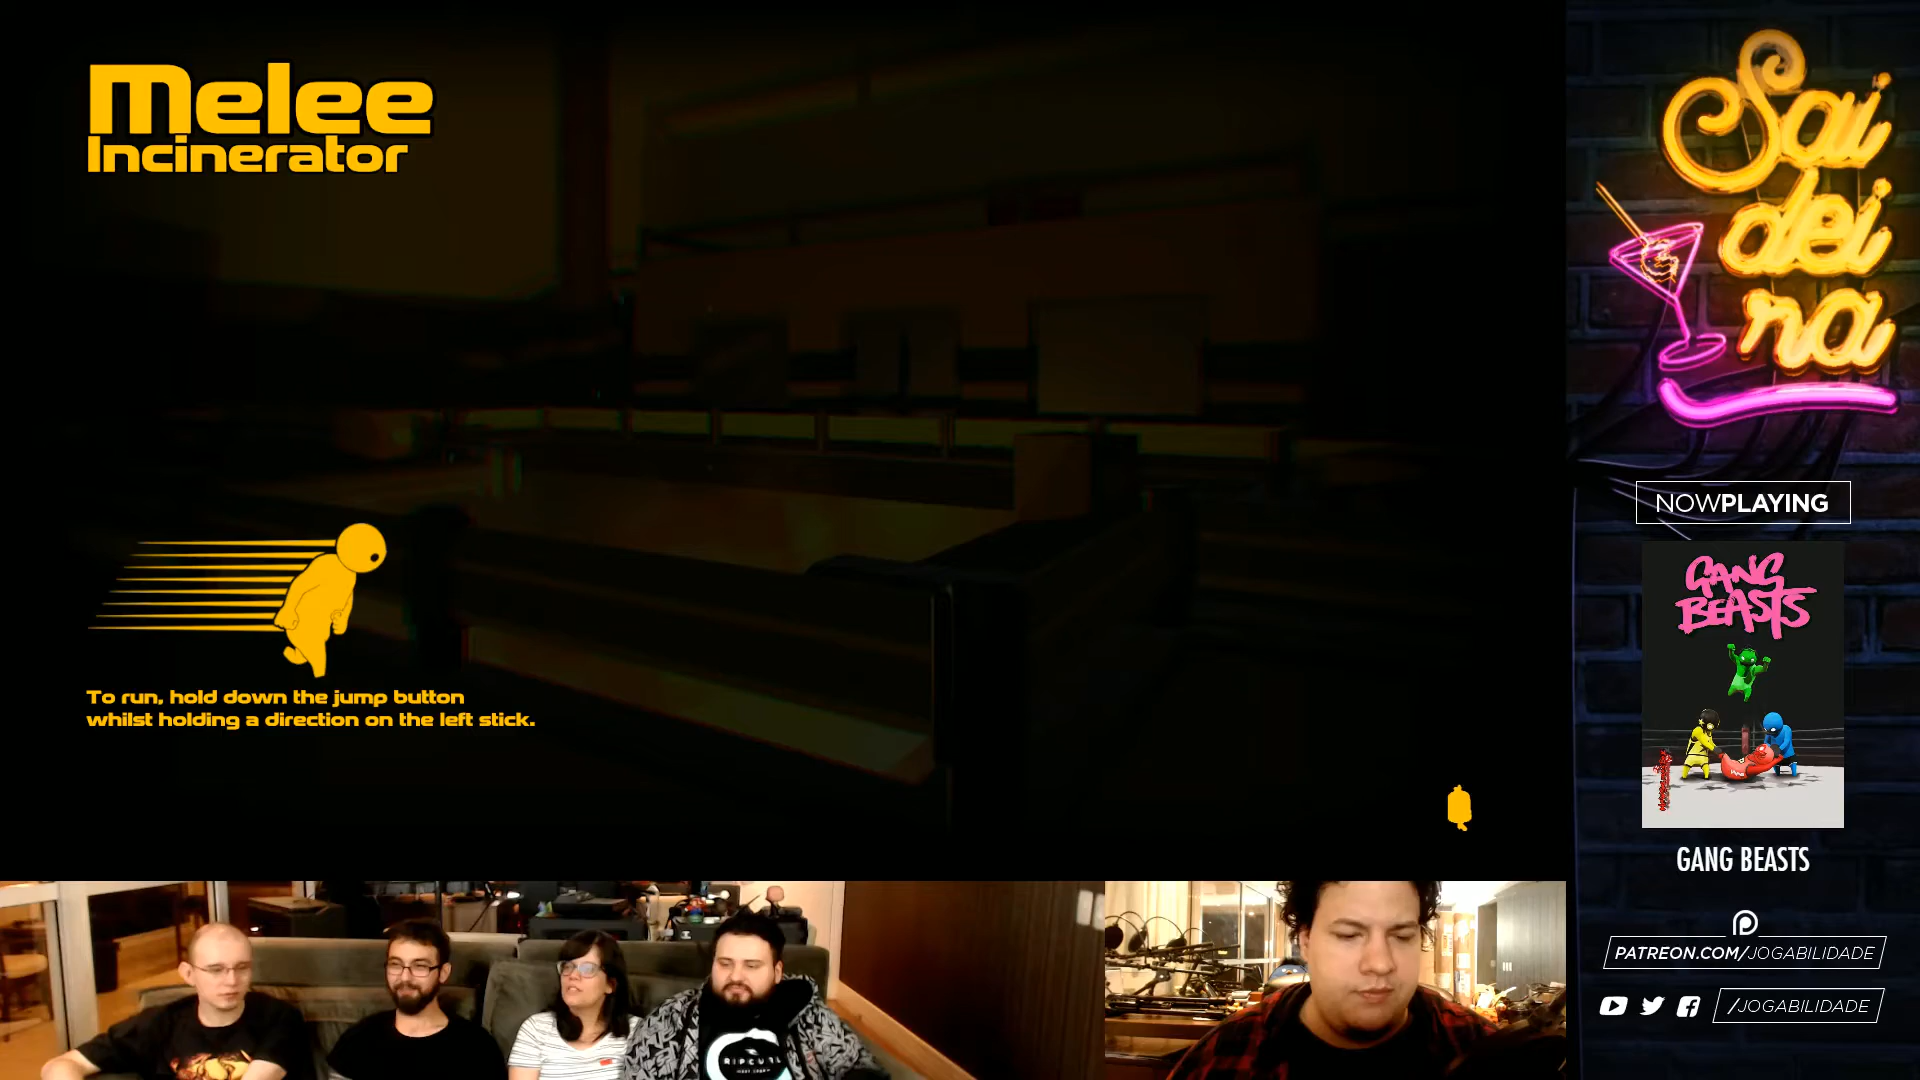 Melee
Incinerator
To run, hold down the jump button
whilst holding a direction on the left stick.
Sai
dei
ra
NOWPLAYING
GANG
BEASTS
GANG BEASTS
PATREON.COM/JOGABILIDADE
/JOGABILIDADE
RIPCURL